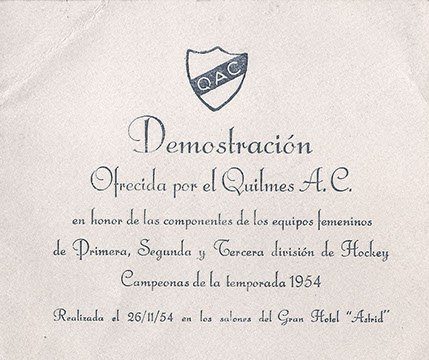 QAC
Demostración
Ofrecida por el Quilmes A. C.
en honor de las componentes de los equipos femeninos
de Primera, Segunda y Tercera división de Hockey
Campeonas de la temporada 1954
Realizada el 26/11/54 en los salones del Gran Hotel "Astrid"